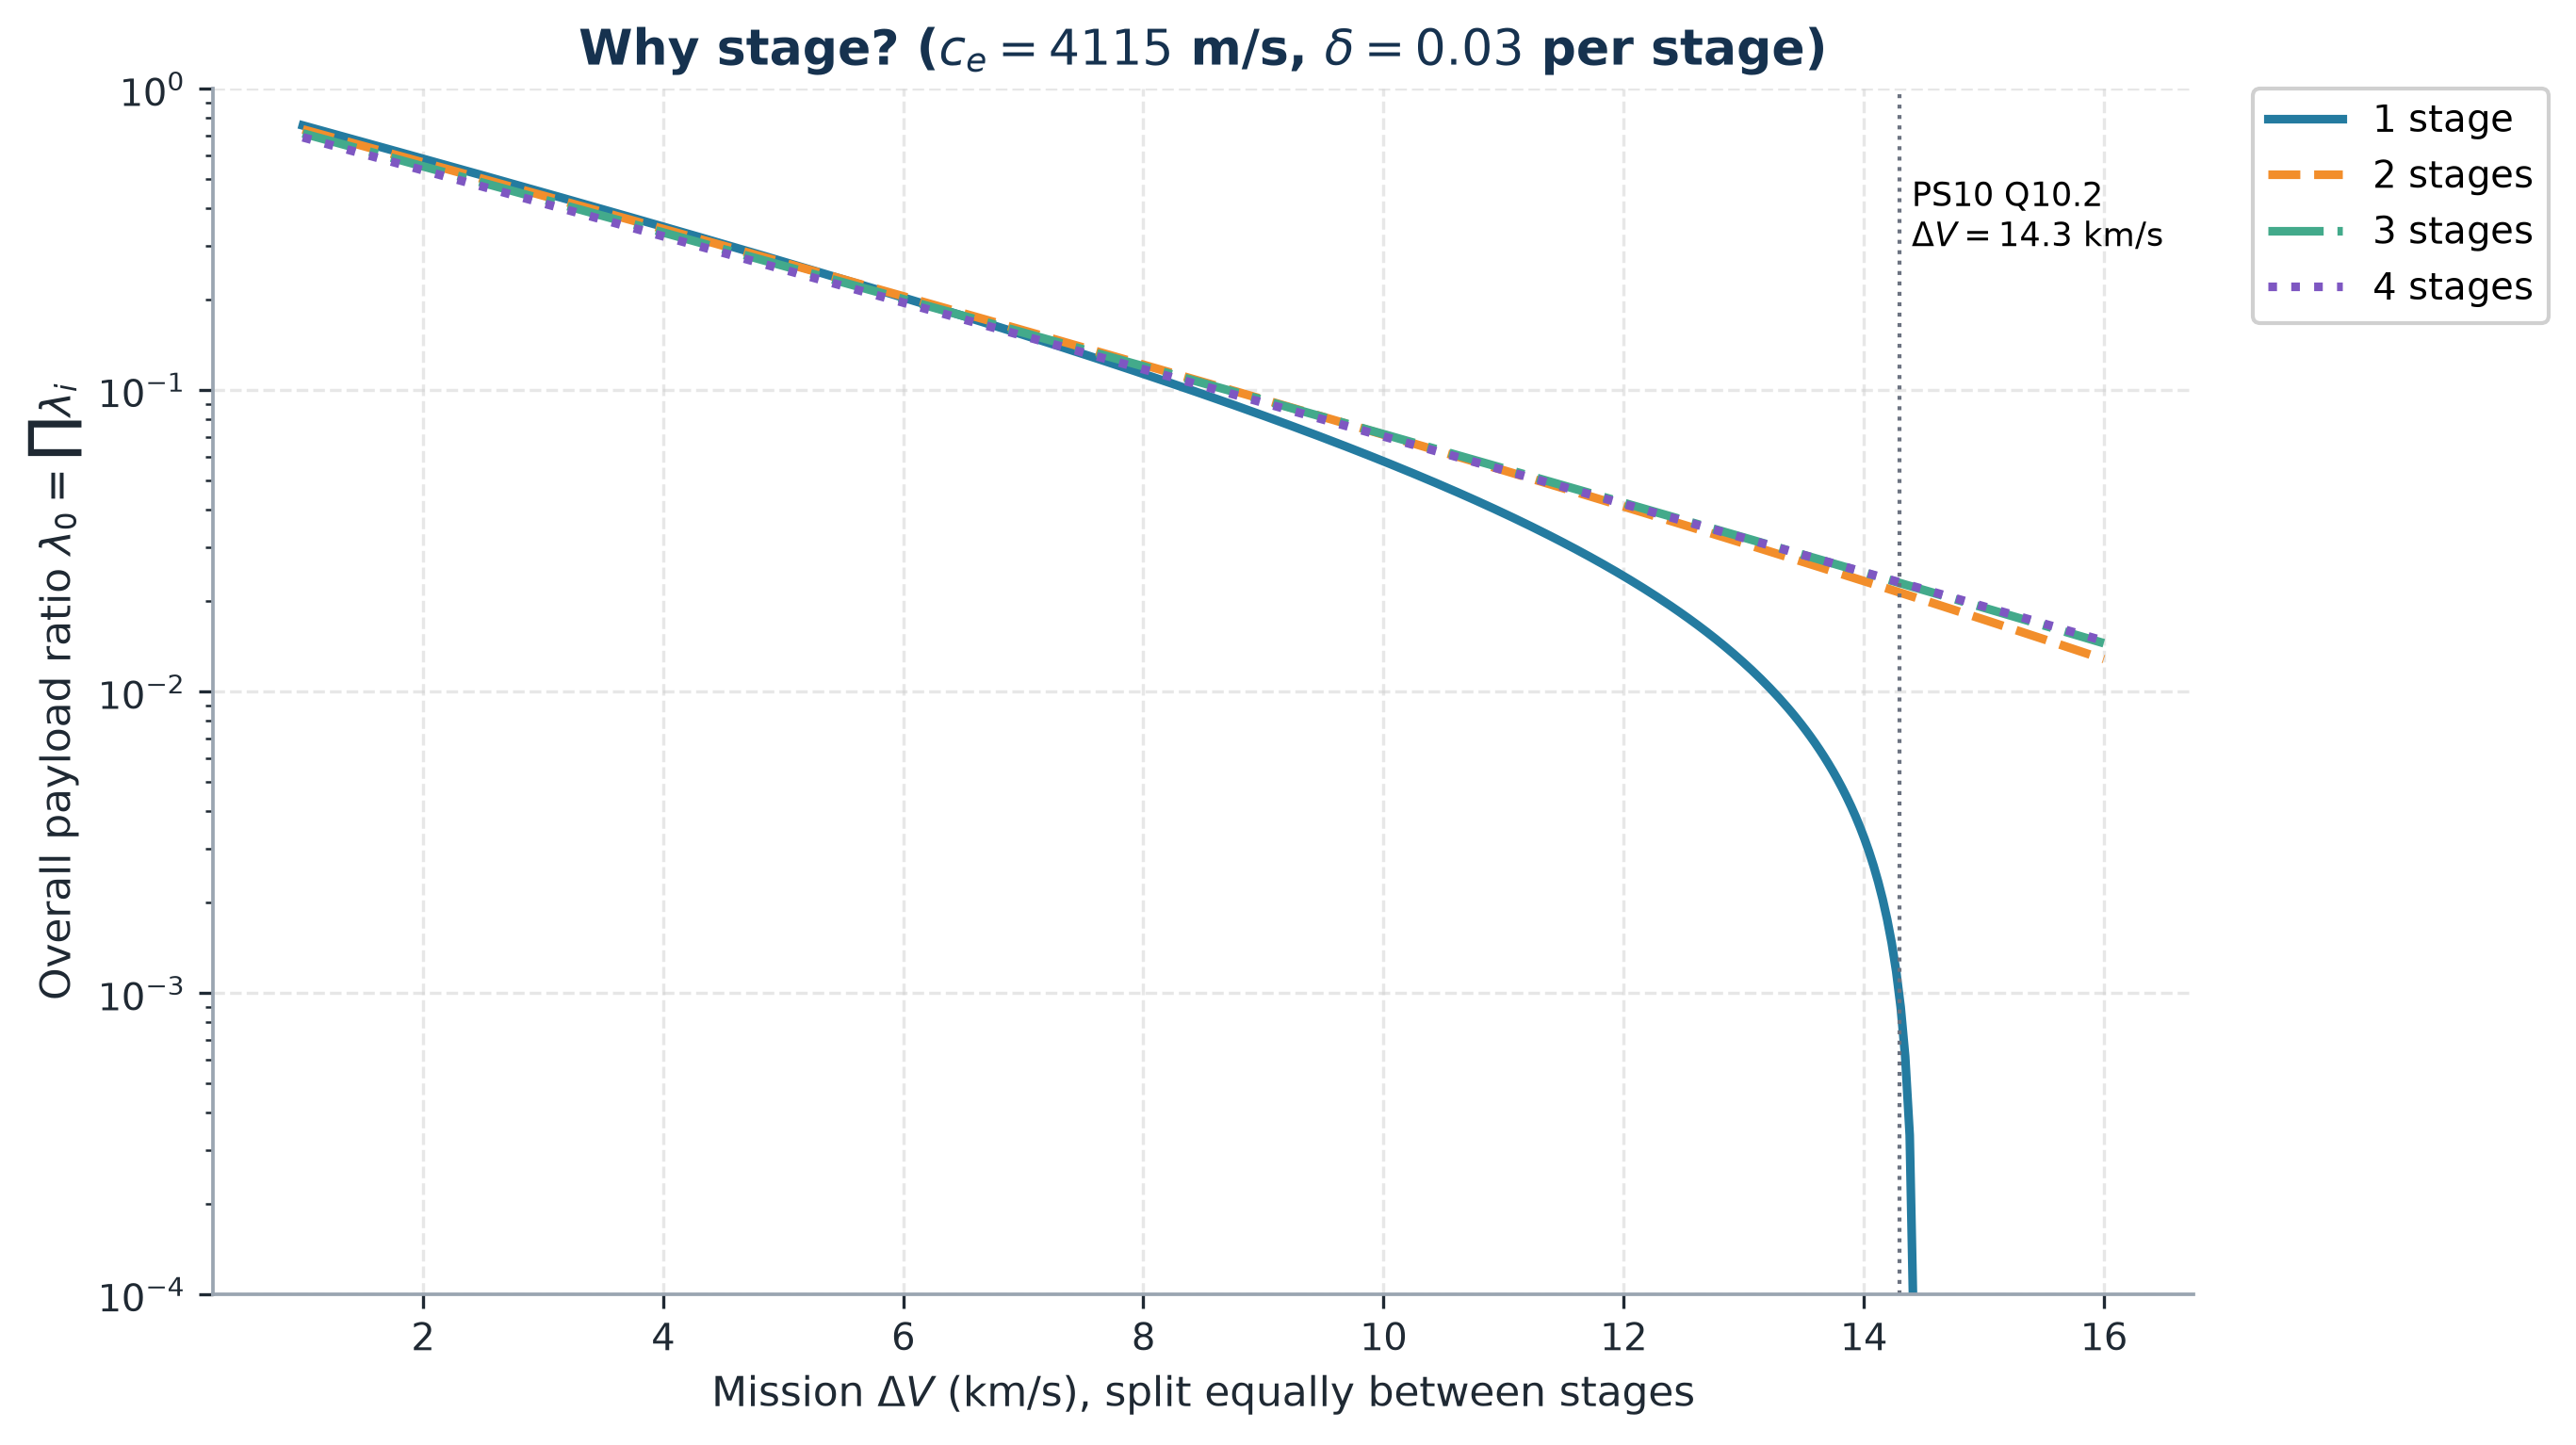 Why stage? (cₑ = 4115 m/s, δ = 0.03 per stage)
Overall payload ratio λ₀ = ∏λᵢ
10⁰
10⁻¹
10⁻²
10⁻³
10⁻⁴
PS10 Q10.2
ΔV = 14.3 km/s
1 stage
2 stages
3 stages
4 stages
2 4 6 8 10 12 14 16
Mission ΔV (km/s), split equally between stages